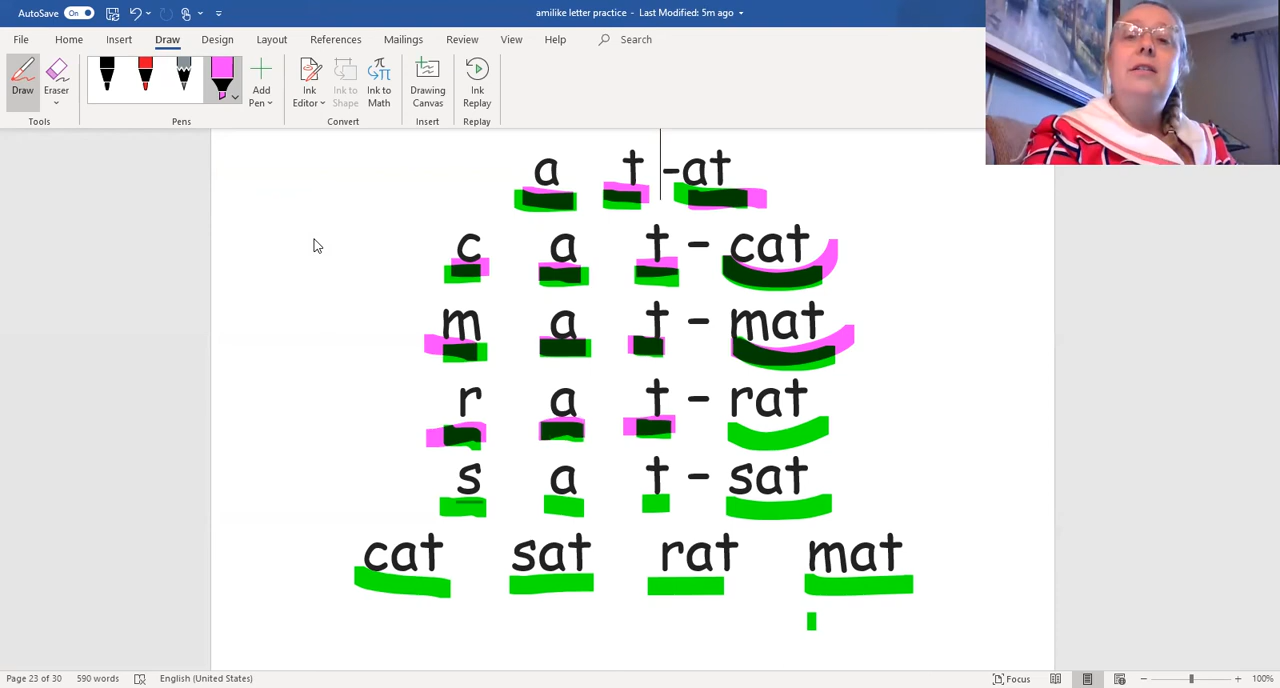 AutoSave On amilike letter practice - Last Modified: 5m ago
File Home Insert Draw Design Layout References Mailings Review View Help Search
Draw Eraser Add Pen Ink Editor Ink to Shape Ink to Math Drawing Canvas Ink Replay
Tools Pens Convert Insert Replay
a t -at
c a t - cat
m a t - mat
r a t - rat
s a t - sat
cat sat rat mat
Page 23 of 30 590 words English (United States) Focus 100%